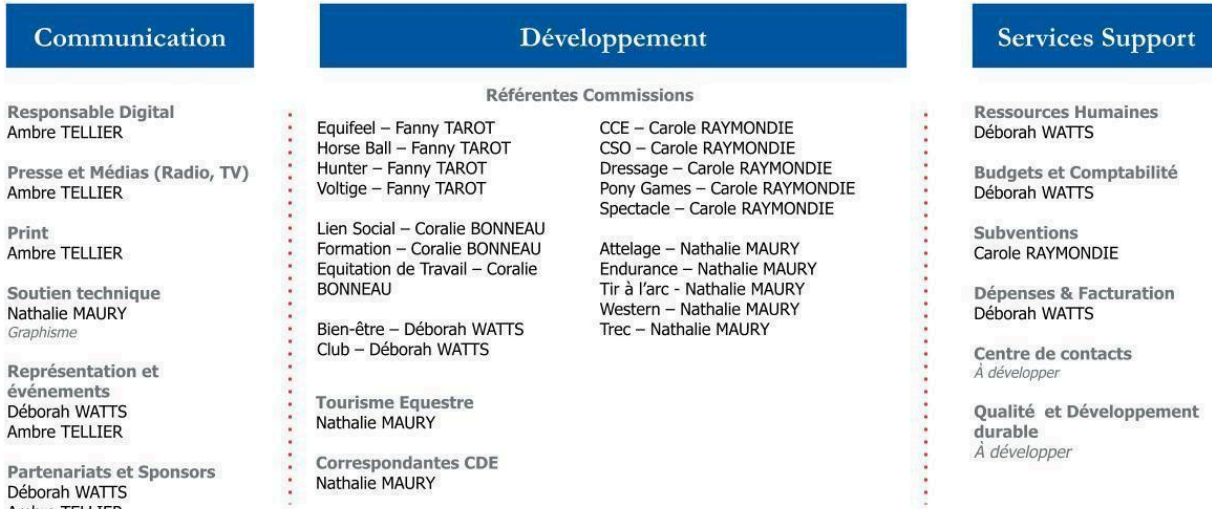 Communication
Responsable Digital
Ambre TELLIER
Presse et Médias (Radio, TV)
Ambre TELLIER
Print
Ambre TELLIER
Soutien technique
Nathalie MAURY
Graphisme
Représentation et
événements
Déborah WATTS
Ambre TELLIER
Partenariats et Sponsors
Déborah WATTS
Ambre TELLIER
Développement
Référentes Commissions
Equifeel – Fanny TAROT
Horse Ball – Fanny TAROT
Hunter – Fanny TAROT
Voltige – Fanny TAROT
Lien Social – Coralie BONNEAU
Formation – Coralie BONNEAU
Equitation de Travail – Coralie
BONNEAU
Bien-être – Déborah WATTS
Club – Déborah WATTS
CCE – Carole RAYMONDIE
CSO – Carole RAYMONDIE
Dressage – Carole RAYMONDIE
Pony Games – Carole RAYMONDIE
Spectacle – Carole RAYMONDIE
Attelage – Nathalie MAURY
Endurance – Nathalie MAURY
Tir à l’arc - Nathalie MAURY
Western – Nathalie MAURY
Trec – Nathalie MAURY
Tourisme Equestre
Nathalie MAURY
Correspondantes CDE
Nathalie MAURY
Services Support
Ressources Humaines
Déborah WATTS
Budgets et Comptabilité
Déborah WATTS
Subventions
Carole RAYMONDIE
Dépenses & Facturation
Déborah WATTS
Centre de contacts
À développer
Qualité et Développement
durable
À développer